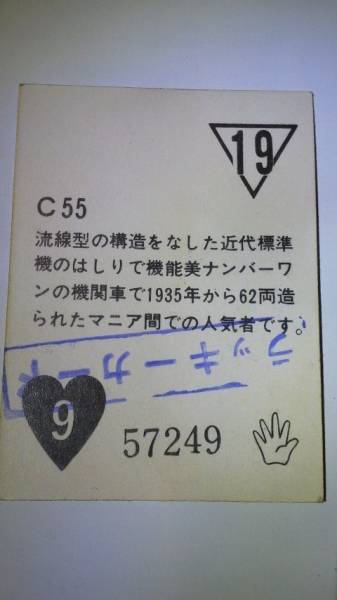 19
C55
流線型の構造をなした近代標準
機のはしりで機能美ナンバーワ
ンの機関車で1935年から62両造
られたマニア間での人気者です。
ラッキーカード
9
57249